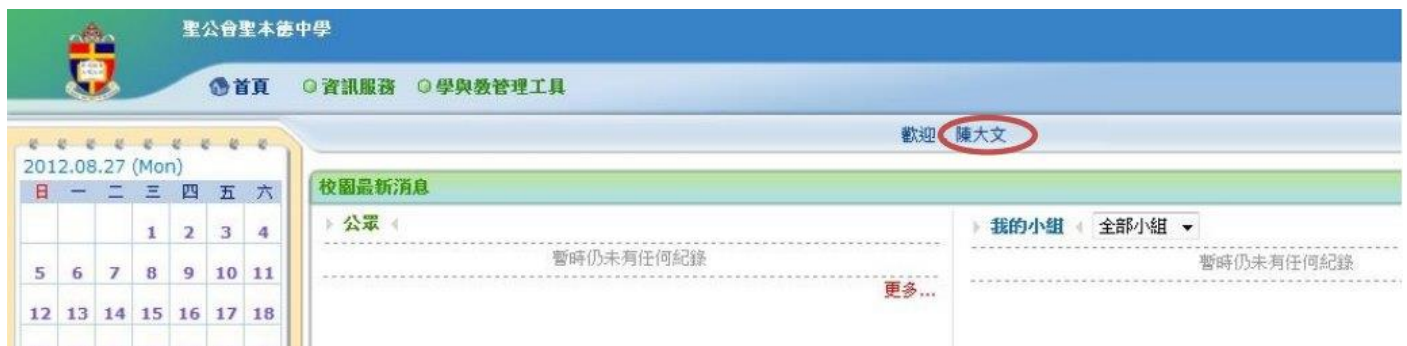 聖公會聖本德中學
首頁 資訊服務 學與教管理工具
歡迎 陳大文
2012.08.27 (Mon)
日 一 二 三 四 五 六
1 2 3 4
5 6 7 8 9 10 11
12 13 14 15 16 17 18
校園最新消息
公眾
暫時仍未有任何紀錄
更多...
我的小組 全部小組
暫時仍未有任何紀錄